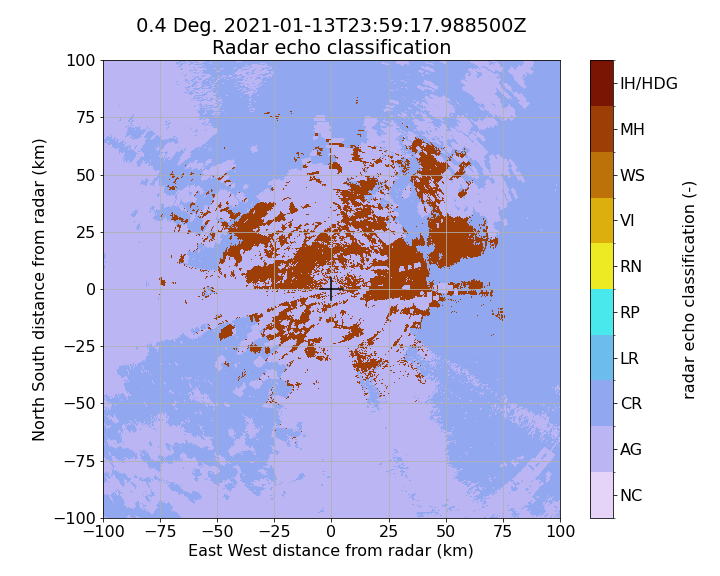 0.4 Deg. 2021-01-13T23:59:17.988500Z
Radar echo classification
North South distance from radar (km)
100
75
50
25
0
−25
−50
−75
−100
−100 −75 −50 −25 0 25 50 75 100
East West distance from radar (km)
IH/HDG
MH
WS
VI
RN
RP
LR
CR
AG
NC
radar echo classification (-)